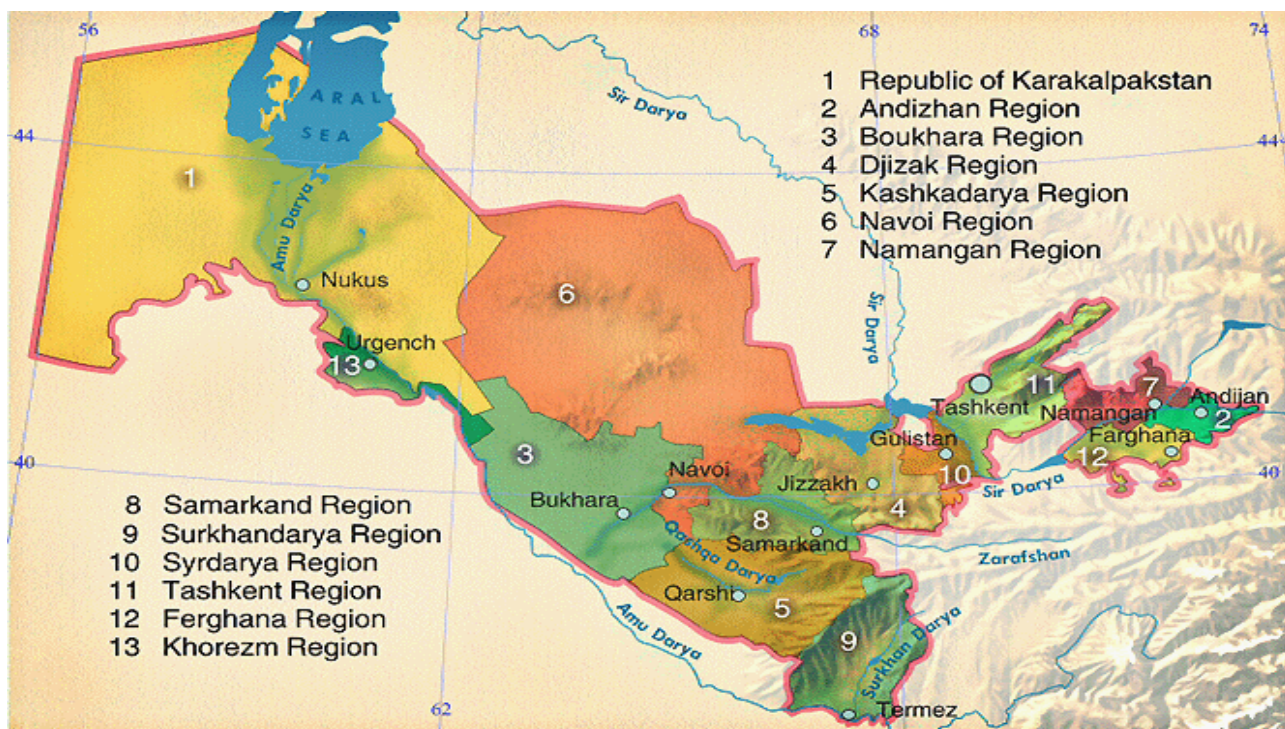 56
68
74
ARAL
SEA
Sir Darya
1 Republic of Karakalpakstan
2 Andizhan Region
3 Boukhara Region
4 Djizak Region
5 Kashkadarya Region
6 Navoi Region
7 Namangan Region
44
44
1
Amu Darya
Nukus
6
Sir Darya
Urgench
13
Tashkent
11
Namangan
7
Andijan
2
Gulistan
Farghana
12
3
40
Navoi
Jizzakh
10
Sir Darya
40
Bukhara
8
4
Samarkand
Zarafshan
Qashqa Darya
Qarshi
5
Amu Darya
9
Surkhan Darya
Termez
62
8 Samarkand Region
9 Surkhandarya Region
10 Syrdarya Region
11 Tashkent Region
12 Ferghana Region
13 Khorezm Region